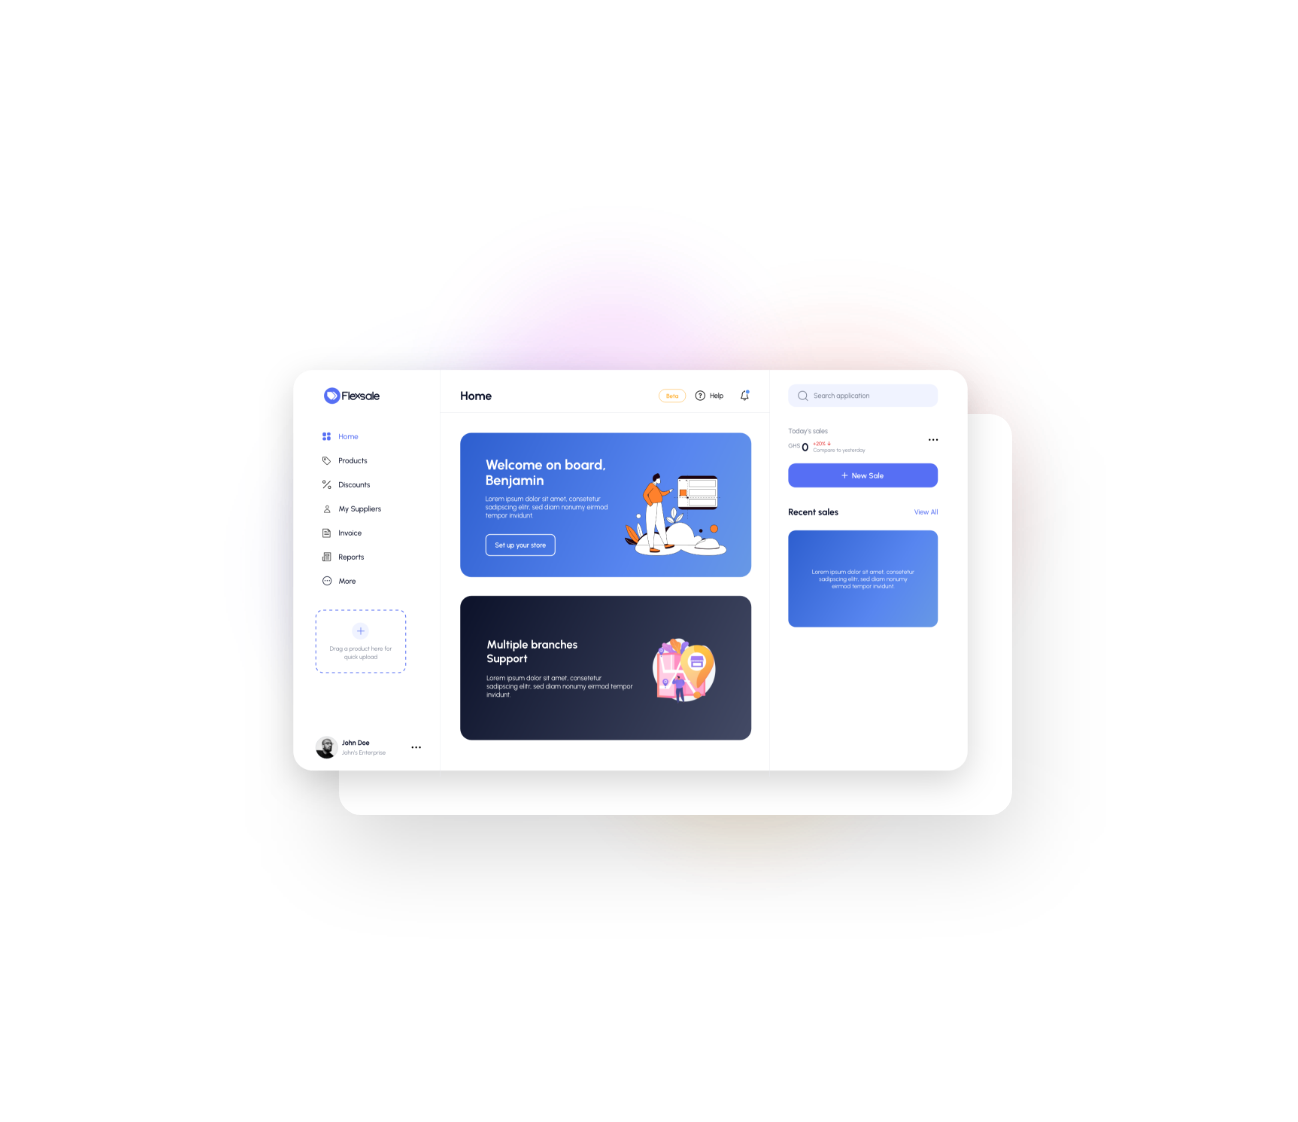 Flexsale
Home
Products
Discounts
My Suppliers
Invoice
Reports
More
Drag a product here for
quick upload
John Doe
John's Enterprise
Home
Beta
Help
Welcome on board,
Benjamin
Lorem ipsum dolor sit amet, consetetur
sadipscing elitr, sed diam nonumy eirmod
tempor invidunt
Set up your store
Multiple branches
Support
Lorem ipsum dolor sit amet, consetetur
sadipscing elitr, sed diam nonumy eirmod tempor
invidunt
Search application
Today's sales
GHS 0
+20%
Compare to yesterday
New Sale
Recent sales
View All
Lorem ipsum dolor sit amet, consetetur
sadipscing elitr, sed diam nonumy
eirmod tempor invidunt